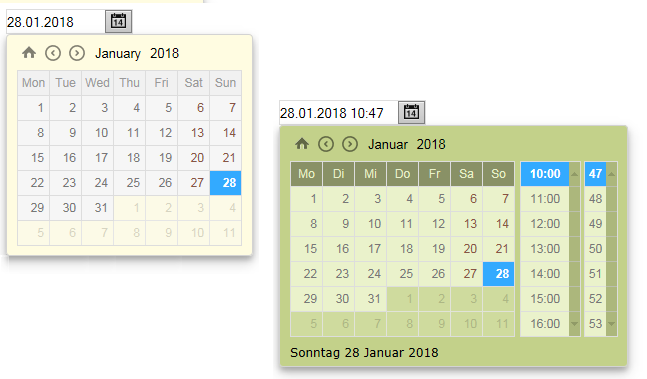 28.01.2018
14
January 2018
Mon Tue Wed Thu Fri Sat Sun
1 2 3 4 5 6 7
8 9 10 11 12 13 14
15 16 17 18 19 20 21
22 23 24 25 26 27 28
29 30 31 1 2 3 4
5 6 7 8 9 10 11
28.01.2018 10:47
14
Januar 2018
Mo Di Mi Do Fr Sa So
1 2 3 4 5 6 7
8 9 10 11 12 13 14
15 16 17 18 19 20 21
22 23 24 25 26 27 28
29 30 31 1 2 3 4
5 6 7 8 9 10 11
10:00 47
11:00 48
12:00 49
13:00 50
14:00 51
15:00 52
16:00 53
Sonntag 28 Januar 2018